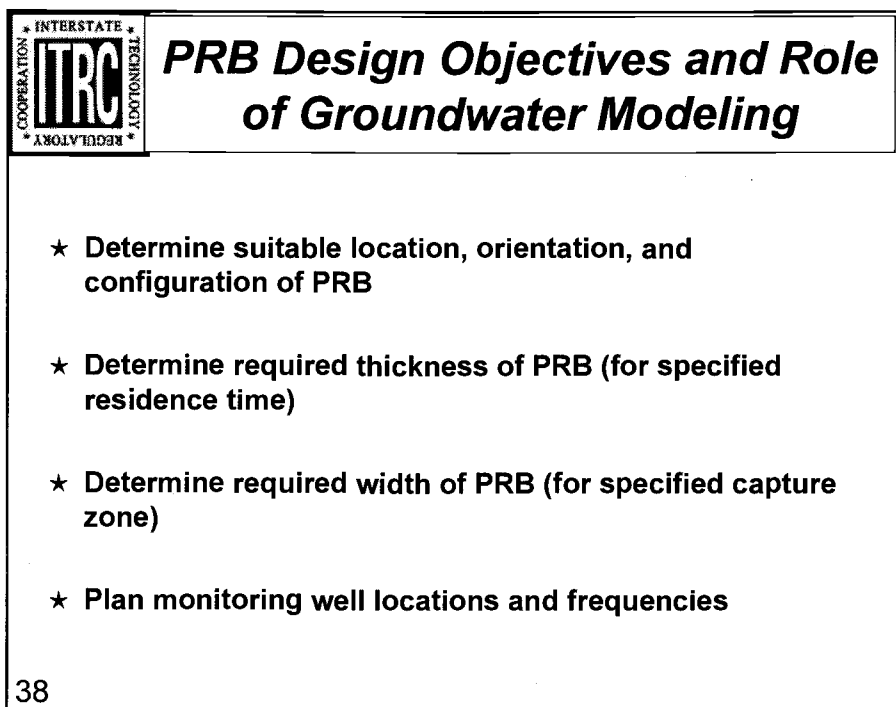 INTERSTATE
TECHNOLOGY
REGULATORY
COOPERATION
ITRC
PRB Design Objectives and Role
of Groundwater Modeling
★ Determine suitable location, orientation, and
configuration of PRB
★ Determine required thickness of PRB (for specified
residence time)
★ Determine required width of PRB (for specified capture
zone)
★ Plan monitoring well locations and frequencies
38